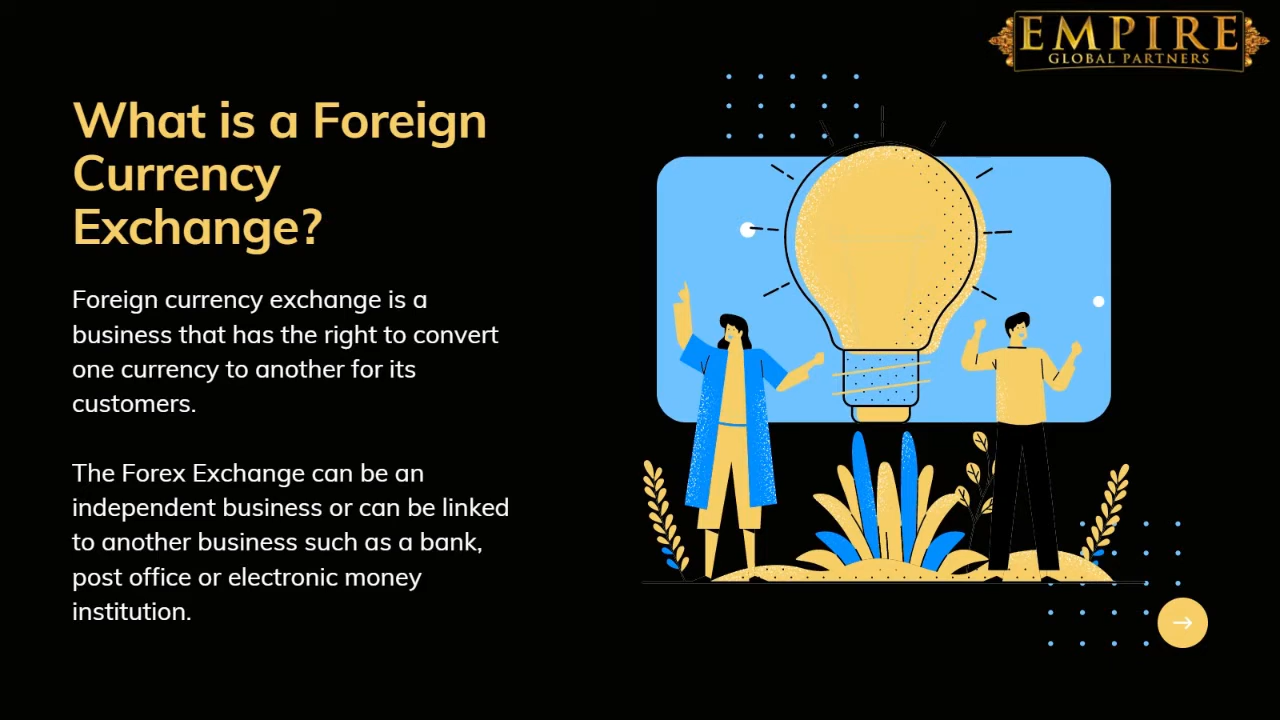 EMPIRE
GLOBAL PARTNERS
What is a Foreign
Currency
Exchange?
Foreign currency exchange is a
business that has the right to convert
one currency to another for its
customers.
The Forex Exchange can be an
independent business or can be linked
to another business such as a bank,
post office or electronic money
institution.